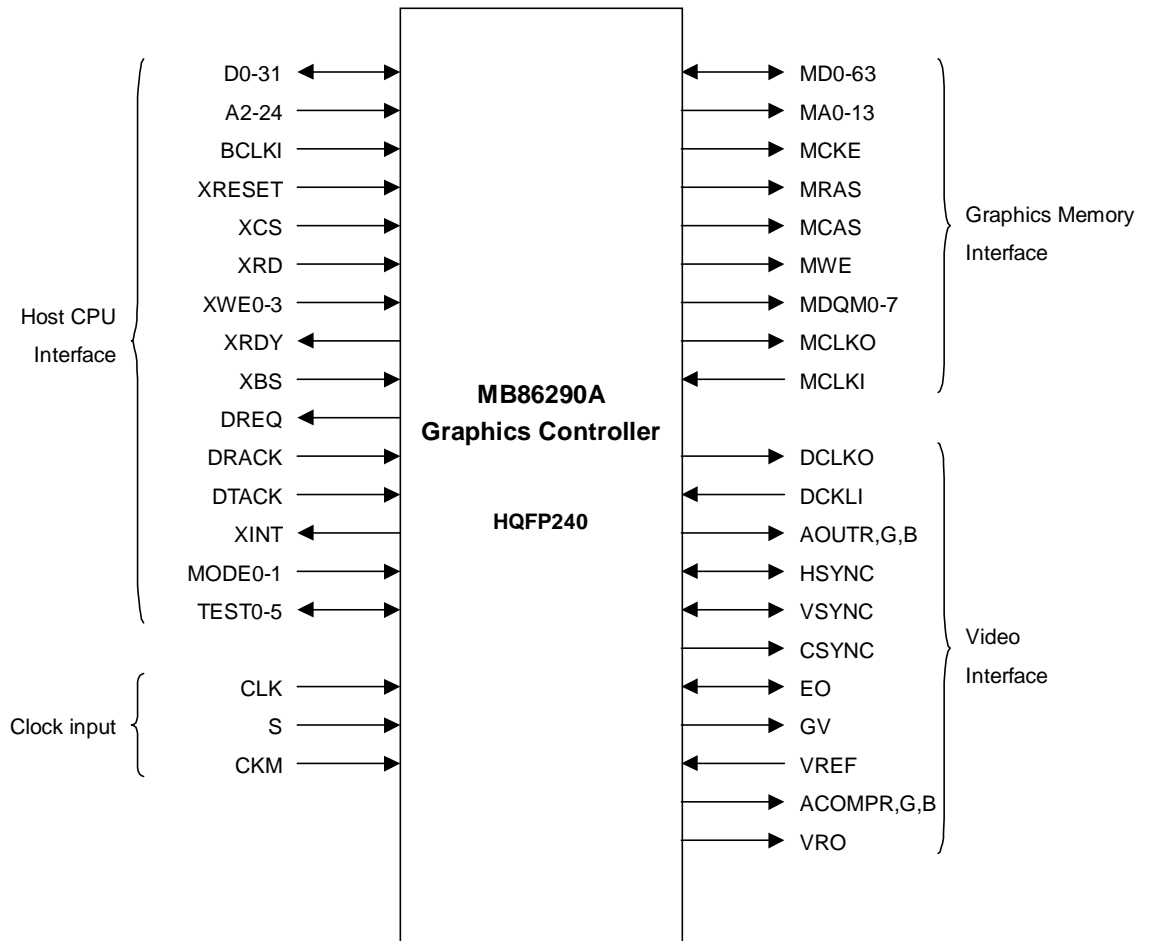 D0-31
A2-24
BCLKI
XRESET
XCS
XRD
XWE0-3
XRDY
XBS
DREQ
DRACK
DTACK
XINT
MODE0-1
TEST0-5
Host CPU
Interface
CLK
S
CKM
Clock input
MB86290A
Graphics Controller
HQFP240
MD0-63
MA0-13
MCKE
MRAS
MCAS
MWE
MDQM0-7
MCLKO
MCLKI
Graphics Memory
Interface
DCLKO
DCKLI
AOUTR,G,B
HSYNC
VSYNC
CSYNC
EO
GV
VREF
ACOMPR,G,B
VRO
Video
Interface